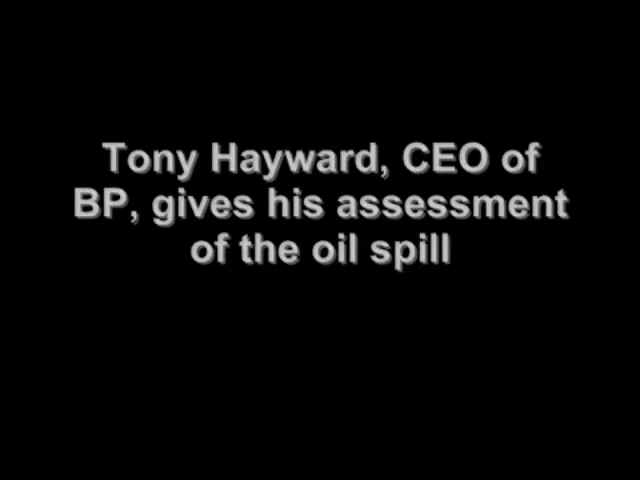 Tony Hayward, CEO of
BP, gives his assessment
of the oil spill